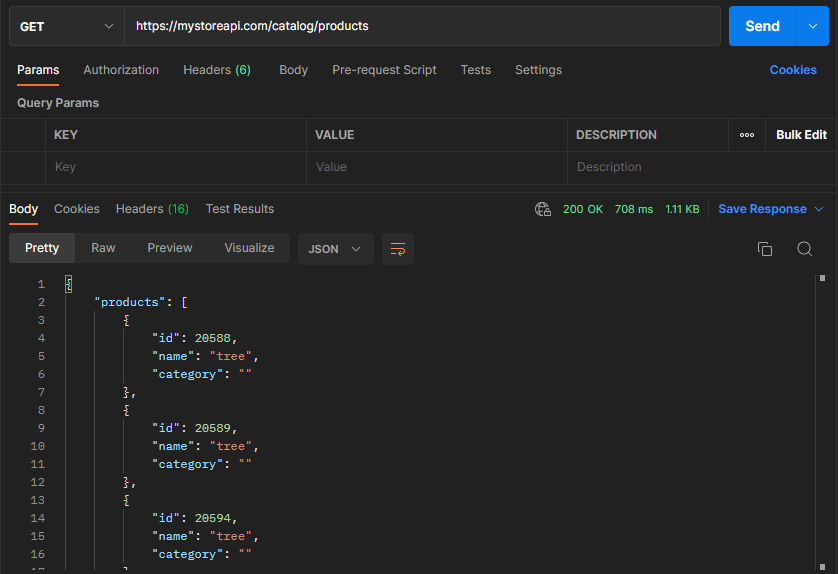 GET https://mystoreapi.com/catalog/products Send
Params Authorization Headers (6) Body Pre-request Script Tests Settings Cookies
Query Params
KEY VALUE DESCRIPTION ooo Bulk Edit
Key Value Description
Body Cookies Headers (16) Test Results 200 OK 708 ms 1.11 KB Save Response
Pretty Raw Preview Visualize JSON
1 {
2 "products": [
3 {
4 "id": 20588,
5 "name": "tree",
6 "category": ""
7 },
8 {
9 "id": 20589,
10 "name": "tree",
11 "category": ""
12 },
13 {
14 "id": 20594,
15 "name": "tree",
16 "category": ""